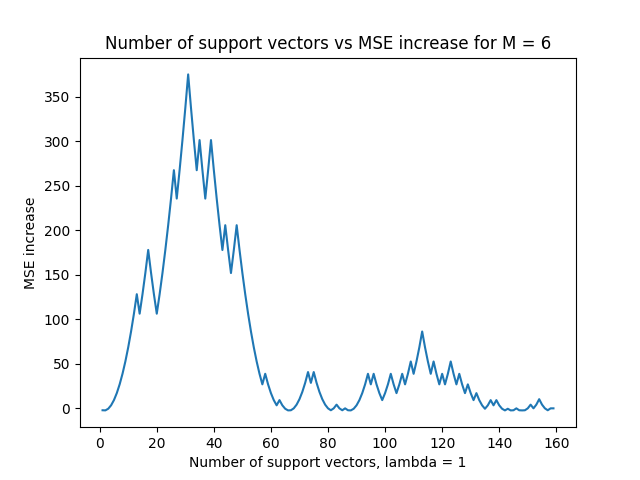 Number of support vectors vs MSE increase for M = 6
MSE increase
350
300
250
200
150
100
50
0
0 20 40 60 80 100 120 140 160
Number of support vectors, lambda = 1